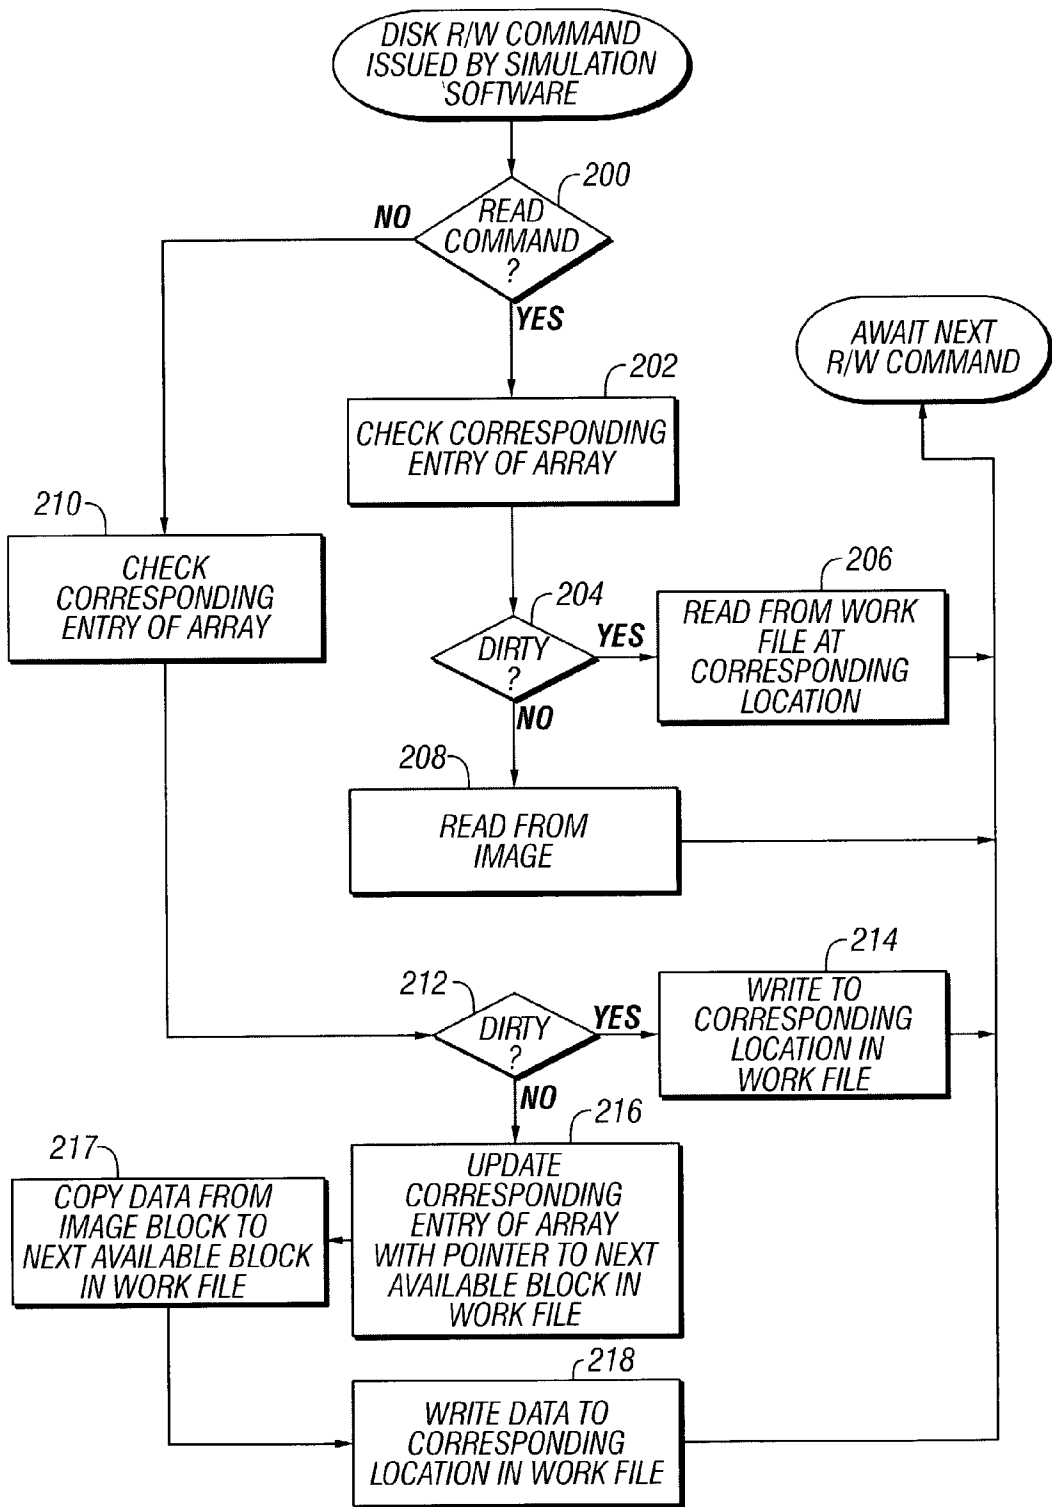 DISK R/W COMMAND
ISSUED BY SIMULATION
SOFTWARE
200
READ
COMMAND
?
NO
YES
AWAIT NEXT
R/W COMMAND
202
CHECK CORRESPONDING
ENTRY OF ARRAY
210
CHECK
CORRESPONDING
ENTRY OF ARRAY
204
DIRTY
?
YES
NO
206
READ FROM WORK
FILE AT
CORRESPONDING
LOCATION
208
READ FROM
IMAGE
212
DIRTY
?
YES
NO
214
WRITE TO
CORRESPONDING
LOCATION IN
WORK FILE
216
UPDATE
CORRESPONDING
ENTRY OF ARRAY
WITH POINTER TO NEXT
AVAILABLE BLOCK IN
WORK FILE
217
COPY DATA FROM
IMAGE BLOCK TO
NEXT AVAILABLE BLOCK
IN WORK FILE
218
WRITE DATA TO
CORRESPONDING
LOCATION IN WORK FILE